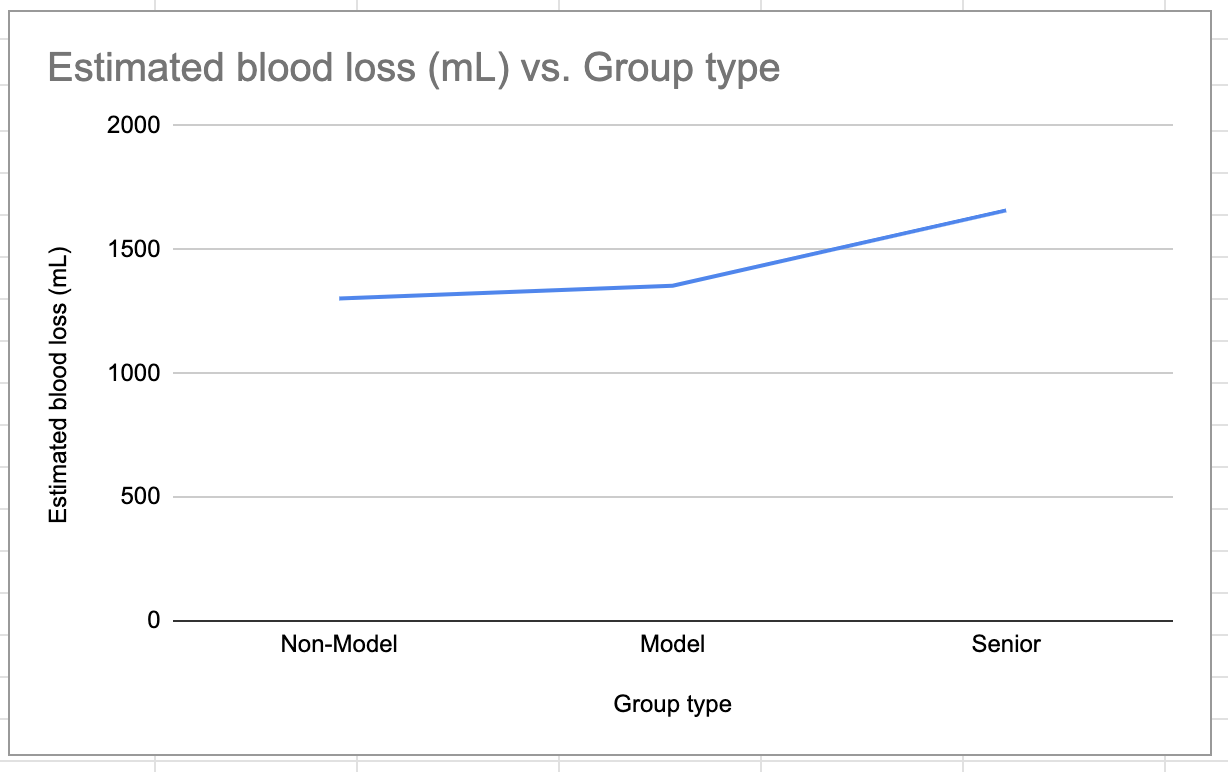 Estimated blood loss (mL) vs. Group type
2000
1500
1000
500
0
Estimated blood loss (mL)
Non-Model Model Senior
Group type